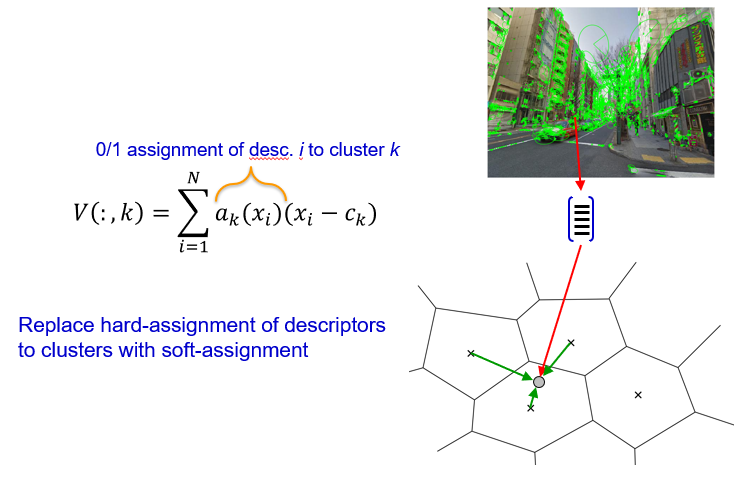 0/1 assignment of desc. i to cluster k
V(:,k) = \sum_{i=1}^{N} a_k(x_i)(x_i − c_k)
Replace hard-assignment of descriptors
to clusters with soft-assignment